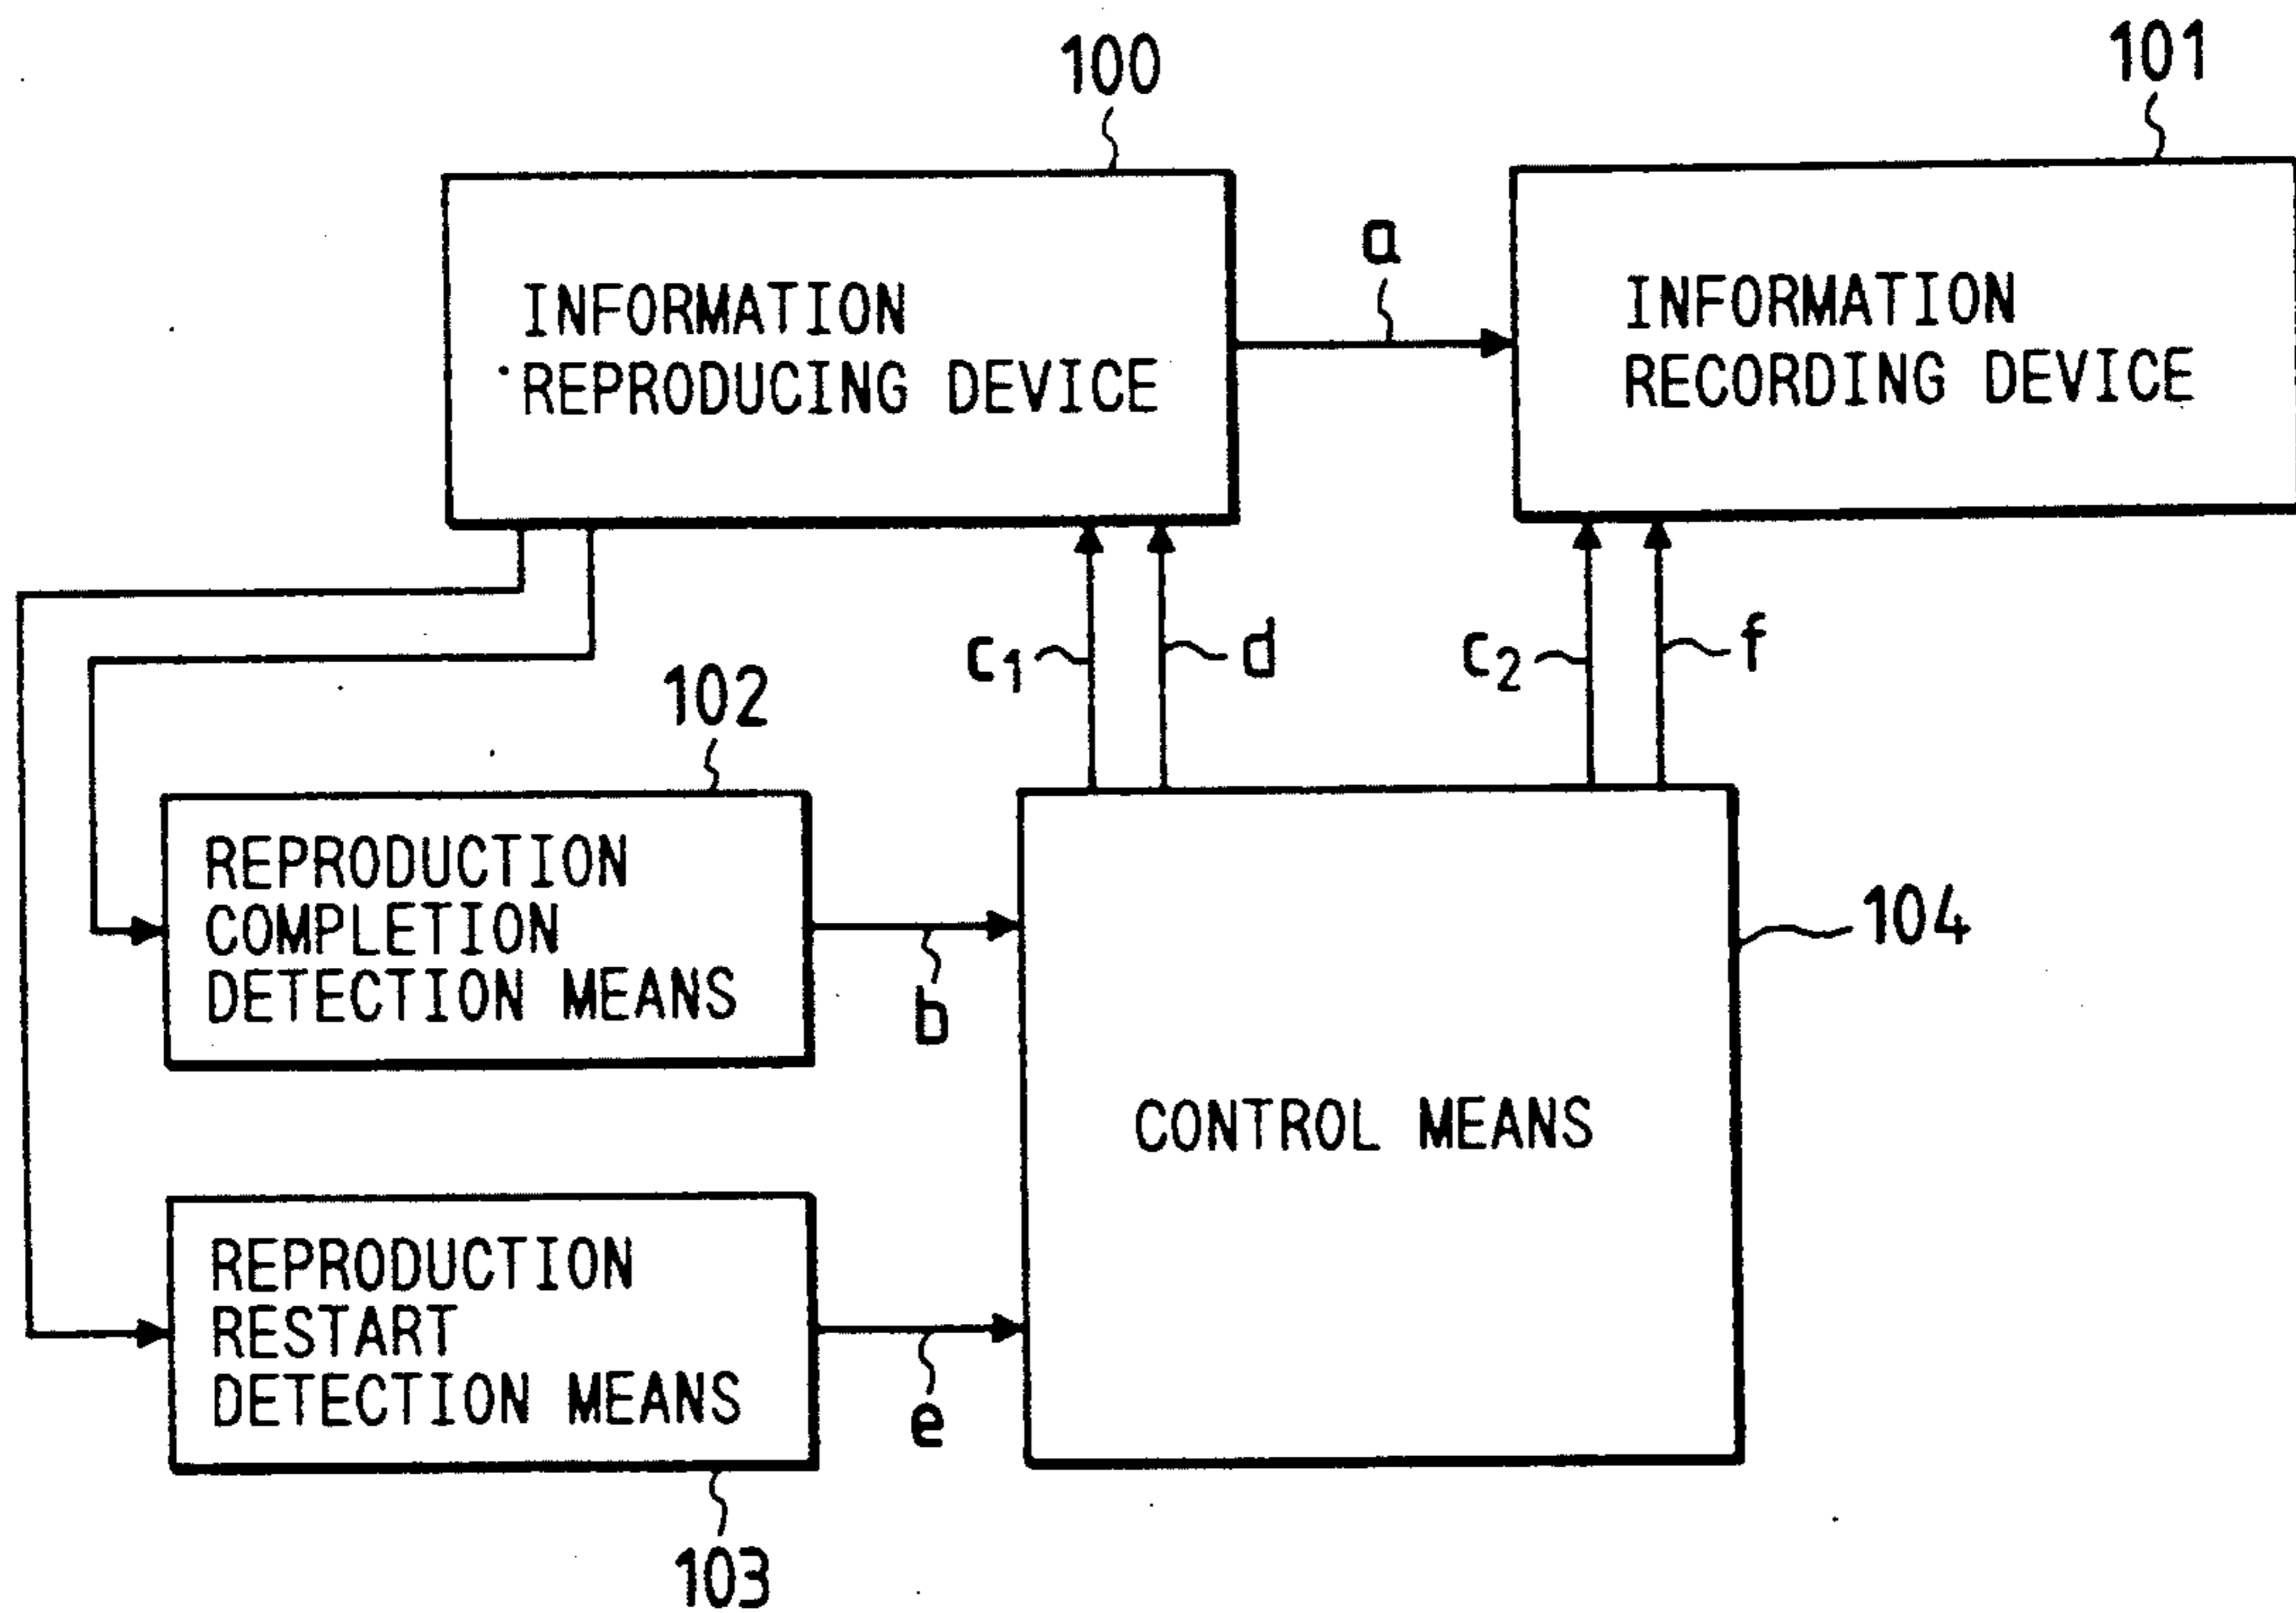 100
101
INFORMATION
REPRODUCING DEVICE
a
INFORMATION
RECORDING DEVICE
c1
d
c2
f
102
REPRODUCTION
COMPLETION
DETECTION MEANS
b
104
CONTROL MEANS
REPRODUCTION
RESTART
DETECTION MEANS
e
103